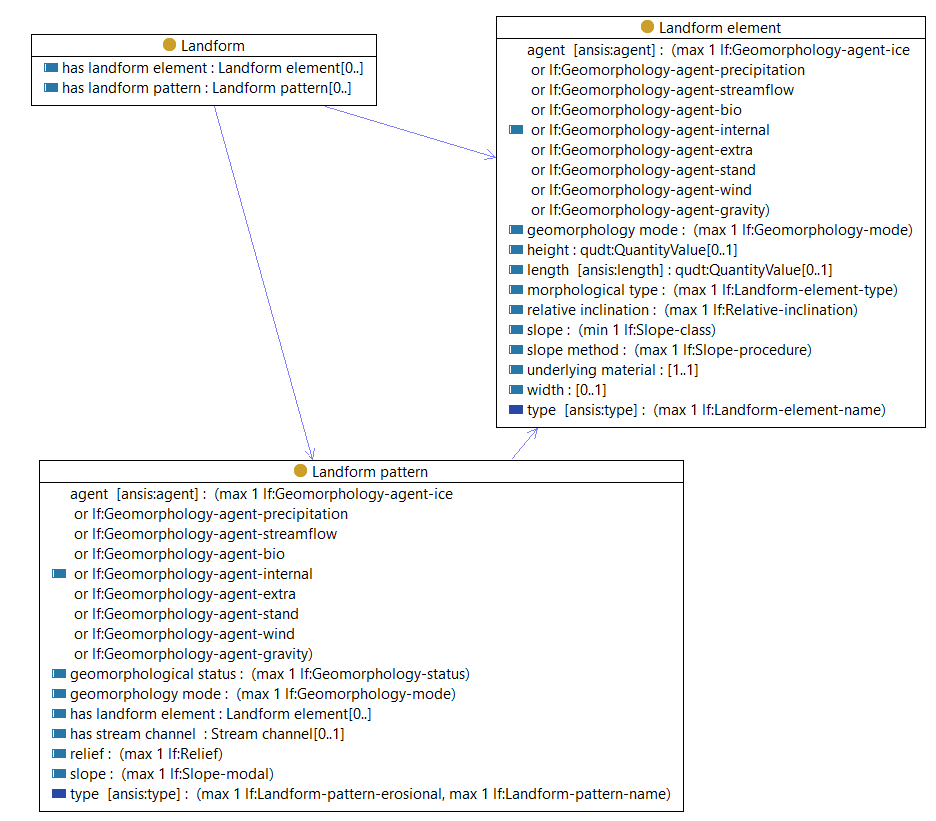 Landform
has landform element : Landform element[0..]
has landform pattern : Landform pattern[0..]
Landform element
agent [ansis:agent] : (max 1 lf:Geomorphology-agent-ice
or lf:Geomorphology-agent-precipitation
or lf:Geomorphology-agent-streamflow
or lf:Geomorphology-agent-bio
or lf:Geomorphology-agent-internal
or lf:Geomorphology-agent-extra
or lf:Geomorphology-agent-stand
or lf:Geomorphology-agent-wind
or lf:Geomorphology-agent-gravity)
geomorphology mode : (max 1 lf:Geomorphology-mode)
height : qudt:QuantityValue[0..1]
length [ansis:length] : qudt:QuantityValue[0..1]
morphological type : (max 1 lf:Landform-element-type)
relative inclination : (max 1 lf:Relative-inclination)
slope : (min 1 lf:Slope-class)
slope method : (max 1 lf:Slope-procedure)
underlying material : [1..1]
width : [0..1]
type [ansis:type] : (max 1 lf:Landform-element-name)
Landform pattern
agent [ansis:agent] : (max 1 lf:Geomorphology-agent-ice
or lf:Geomorphology-agent-precipitation
or lf:Geomorphology-agent-streamflow
or lf:Geomorphology-agent-bio
or lf:Geomorphology-agent-internal
or lf:Geomorphology-agent-extra
or lf:Geomorphology-agent-stand
or lf:Geomorphology-agent-wind
or lf:Geomorphology-agent-gravity)
geomorphological status : (max 1 lf:Geomorphology-status)
geomorphology mode : (max 1 lf:Geomorphology-mode)
has landform element : Landform element[0..]
has stream channel : Stream channel[0..1]
relief : (max 1 lf:Relief)
slope : (max 1 lf:Slope-modal)
type [ansis:type] : (max 1 lf:Landform-pattern-erosional, max 1 lf:Landform-pattern-name)